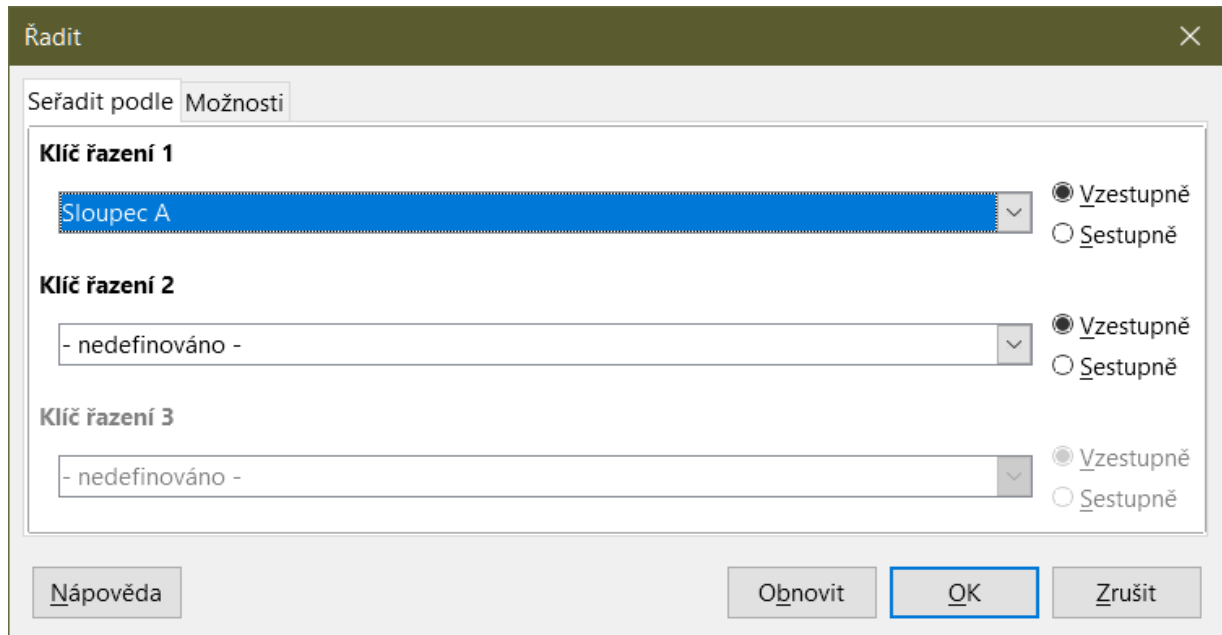 Řadit
Seřadit podle Možnosti
Klíč řazení 1
Sloupec A
Vzestupně
Sestupně
Klíč řazení 2
- nedefinováno -
Vzestupně
Sestupně
Klíč řazení 3
- nedefinováno -
Vzestupně
Sestupně
Nápověda Obnovit OK Zrušit